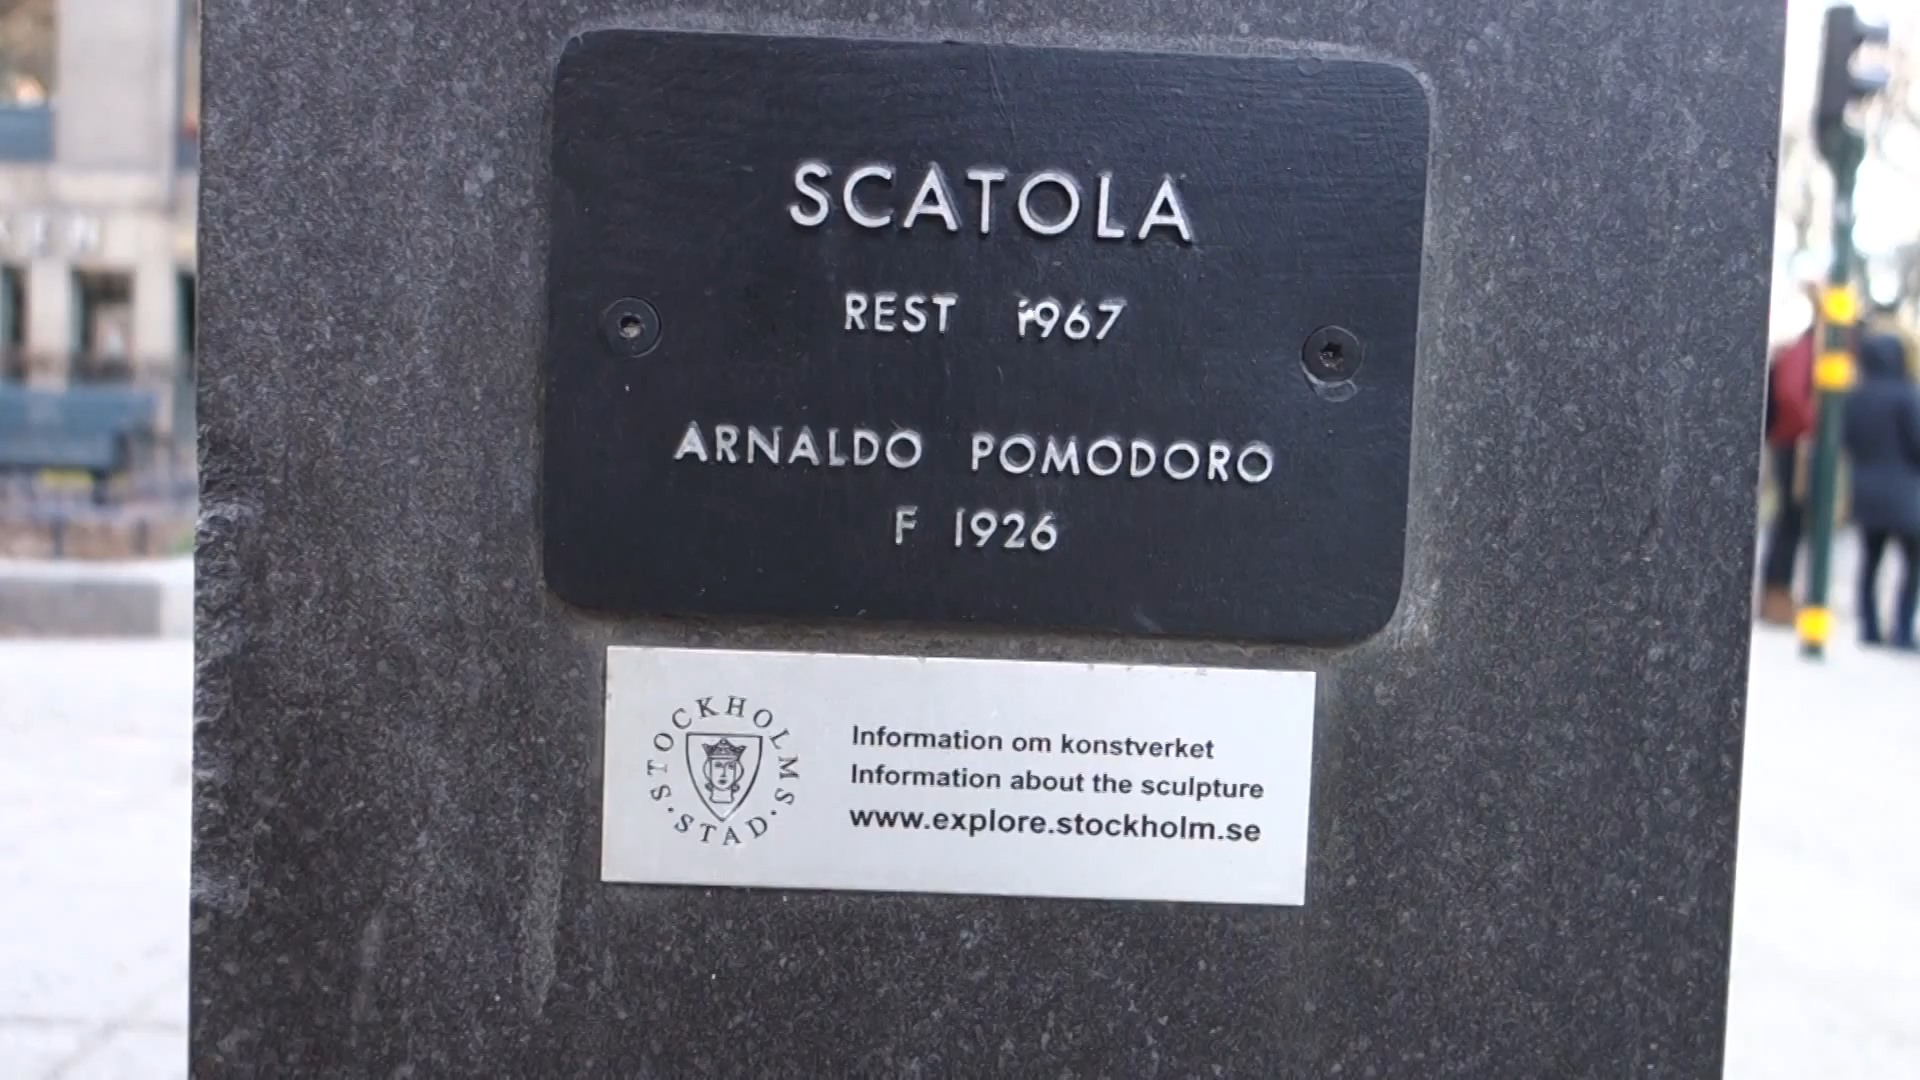 SCATOLA
REST 1967
ARNALDO POMODORO
F 1926
STOCKHOLMS
· STAD ·
Information om konstverket
Information about the sculpture
www.explore.stockholm.se